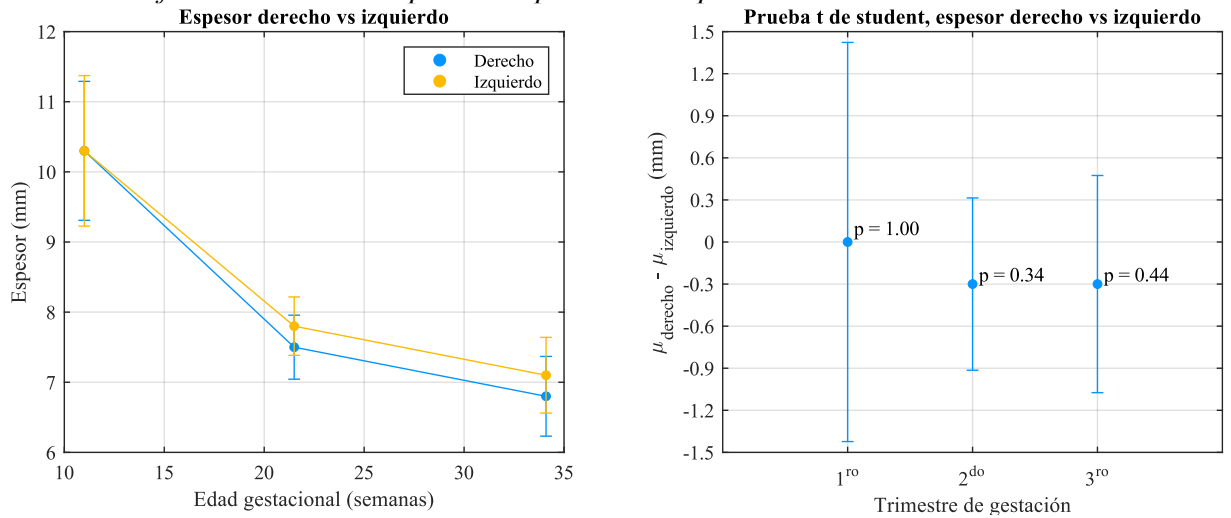 Espesor derecho vs izquierdo
12
11
10
9
8
7
6
Espesor (mm)
Derecho
Izquierdo
10
15
20
25
30
35
Edad gestacional (semanas)
Prueba t de student, espesor derecho vs izquierdo
1.5
1.2
0.9
0.6
0.3
0
-0.3
-0.6
-0.9
-1.2
-1.5
μderecho - μizquierdo (mm)
p = 1.00
p = 0.34
p = 0.44
1ro
2do
3ro
Trimestre de gestación